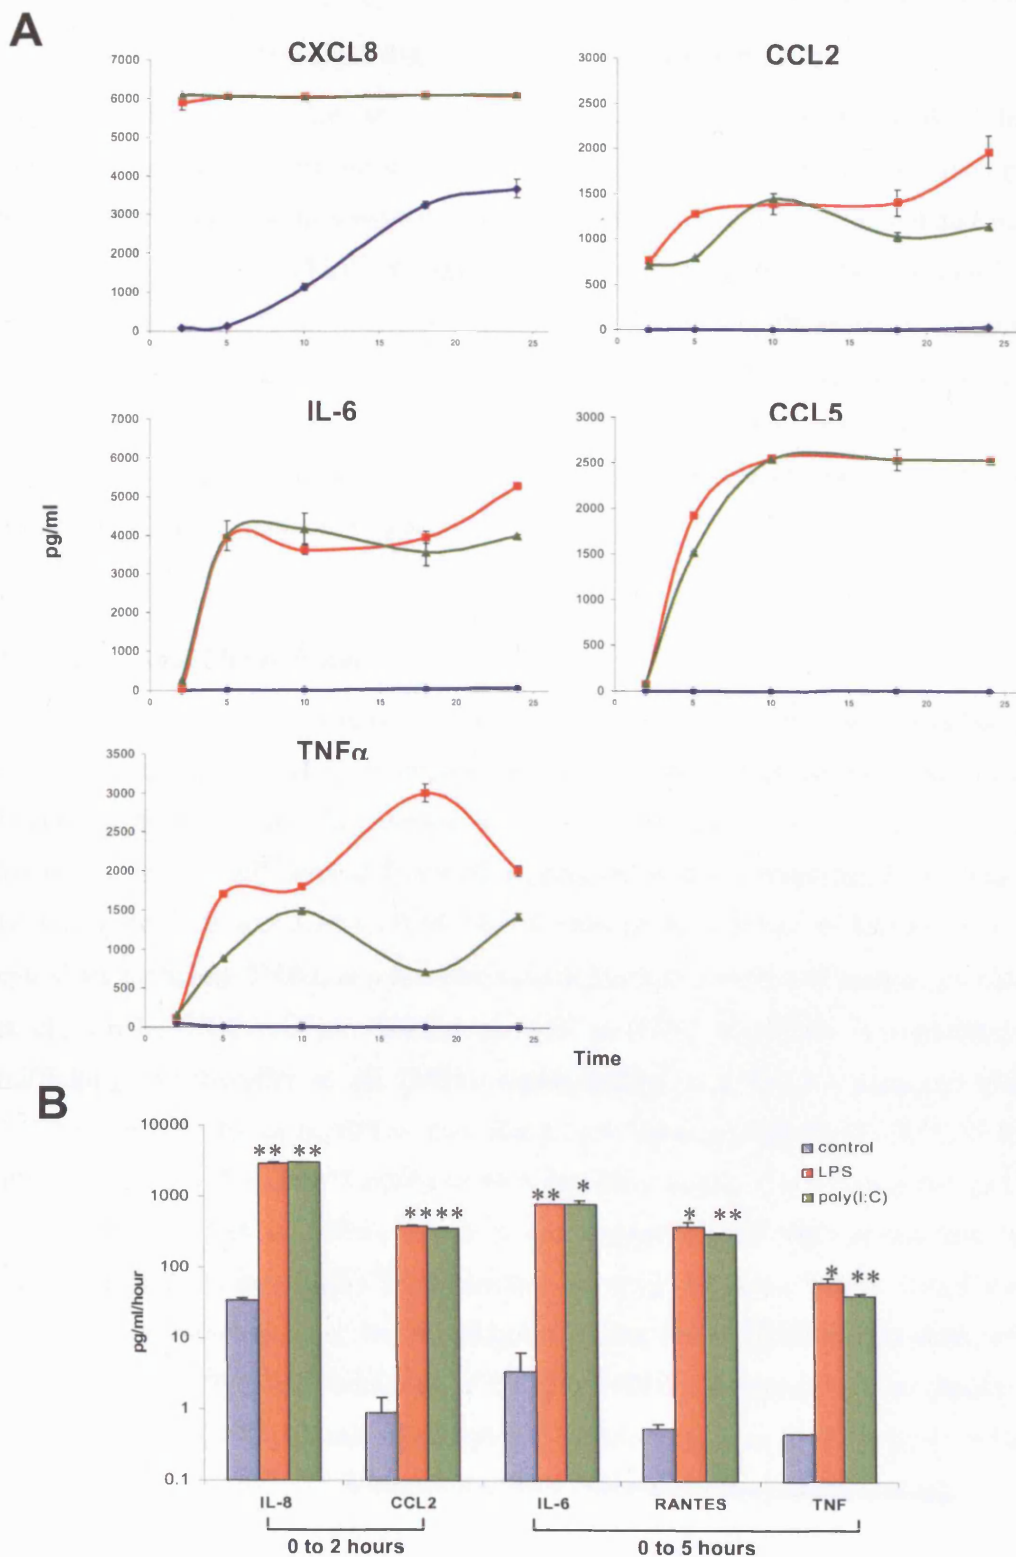 A
CXCL8
7000
6000
5000
4000
3000
2000
1000
0
0 5 10 15 20 25
CCL2
3000
2500
2000
1500
1000
500
0
0 5 10 15 20 25
pg/ml
IL-6
7000
6000
5000
4000
3000
2000
1000
0
0 5 10 15 20 25
CCL5
3000
2500
2000
1500
1000
500
0
0 5 10 15 20 25
TNFα
3500
3000
2500
2000
1500
1000
500
0
0 5 10 15 20 25
Time
B
pg/ml/hour
10000
1000
100
10
1
0.1
control
LPS
poly(I:C)
** ** **** ** * * ** * **
IL-8 CCL2 IL-6 RANTES TNF
0 to 2 hours 0 to 5 hours